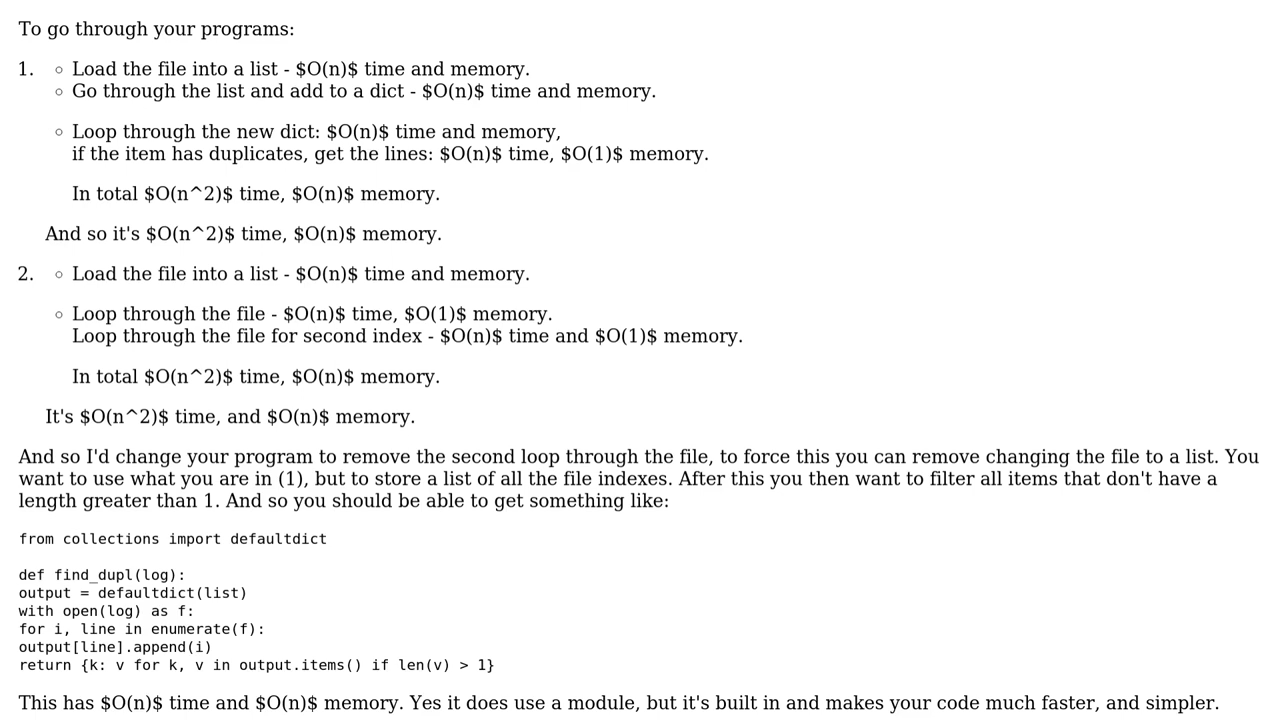 To go through your programs:
1. ◦ Load the file into a list - $O(n)$ time and memory.
◦ Go through the list and add to a dict - $O(n)$ time and memory.
◦ Loop through the new dict: $O(n)$ time and memory,
if the item has duplicates, get the lines: $O(n)$ time, $O(1)$ memory.
In total $O(n^2)$ time, $O(n)$ memory.
And so it's $O(n^2)$ time, $O(n)$ memory.
2. ◦ Load the file into a list - $O(n)$ time and memory.
◦ Loop through the file - $O(n)$ time, $O(1)$ memory.
Loop through the file for second index - $O(n)$ time and $O(1)$ memory.
In total $O(n^2)$ time, $O(n)$ memory.
It's $O(n^2)$ time, and $O(n)$ memory.
And so I'd change your program to remove the second loop through the file, to force this you can remove changing the file to a list. You
want to use what you are in (1), but to store a list of all the file indexes. After this you then want to filter all items that don't have a
length greater than 1. And so you should be able to get something like:
from collections import defaultdict
def find_dupl(log):
output = defaultdict(list)
with open(log) as f:
for i, line in enumerate(f):
output[line].append(i)
return {k: v for k, v in output.items() if len(v) > 1}
This has $O(n)$ time and $O(n)$ memory. Yes it does use a module, but it's built in and makes your code much faster, and simpler.